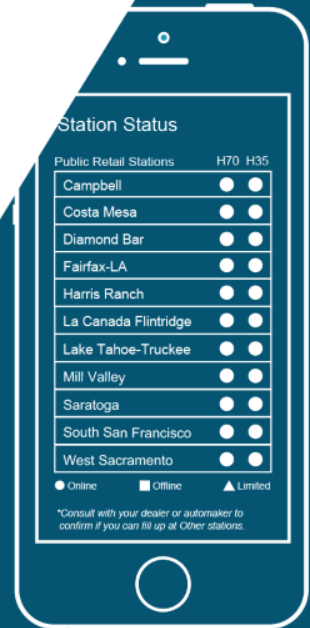 Station Status
Public Retail Stations H70 H35
Campbell
Costa Mesa
Diamond Bar
Fairfax-LA
Harris Ranch
La Canada Flintridge
Lake Tahoe-Truckee
Mill Valley
Saratoga
South San Francisco
West Sacramento
Online Offline Limited
*Consult with your dealer or automaker to
confirm if you can fill up at Other stations.